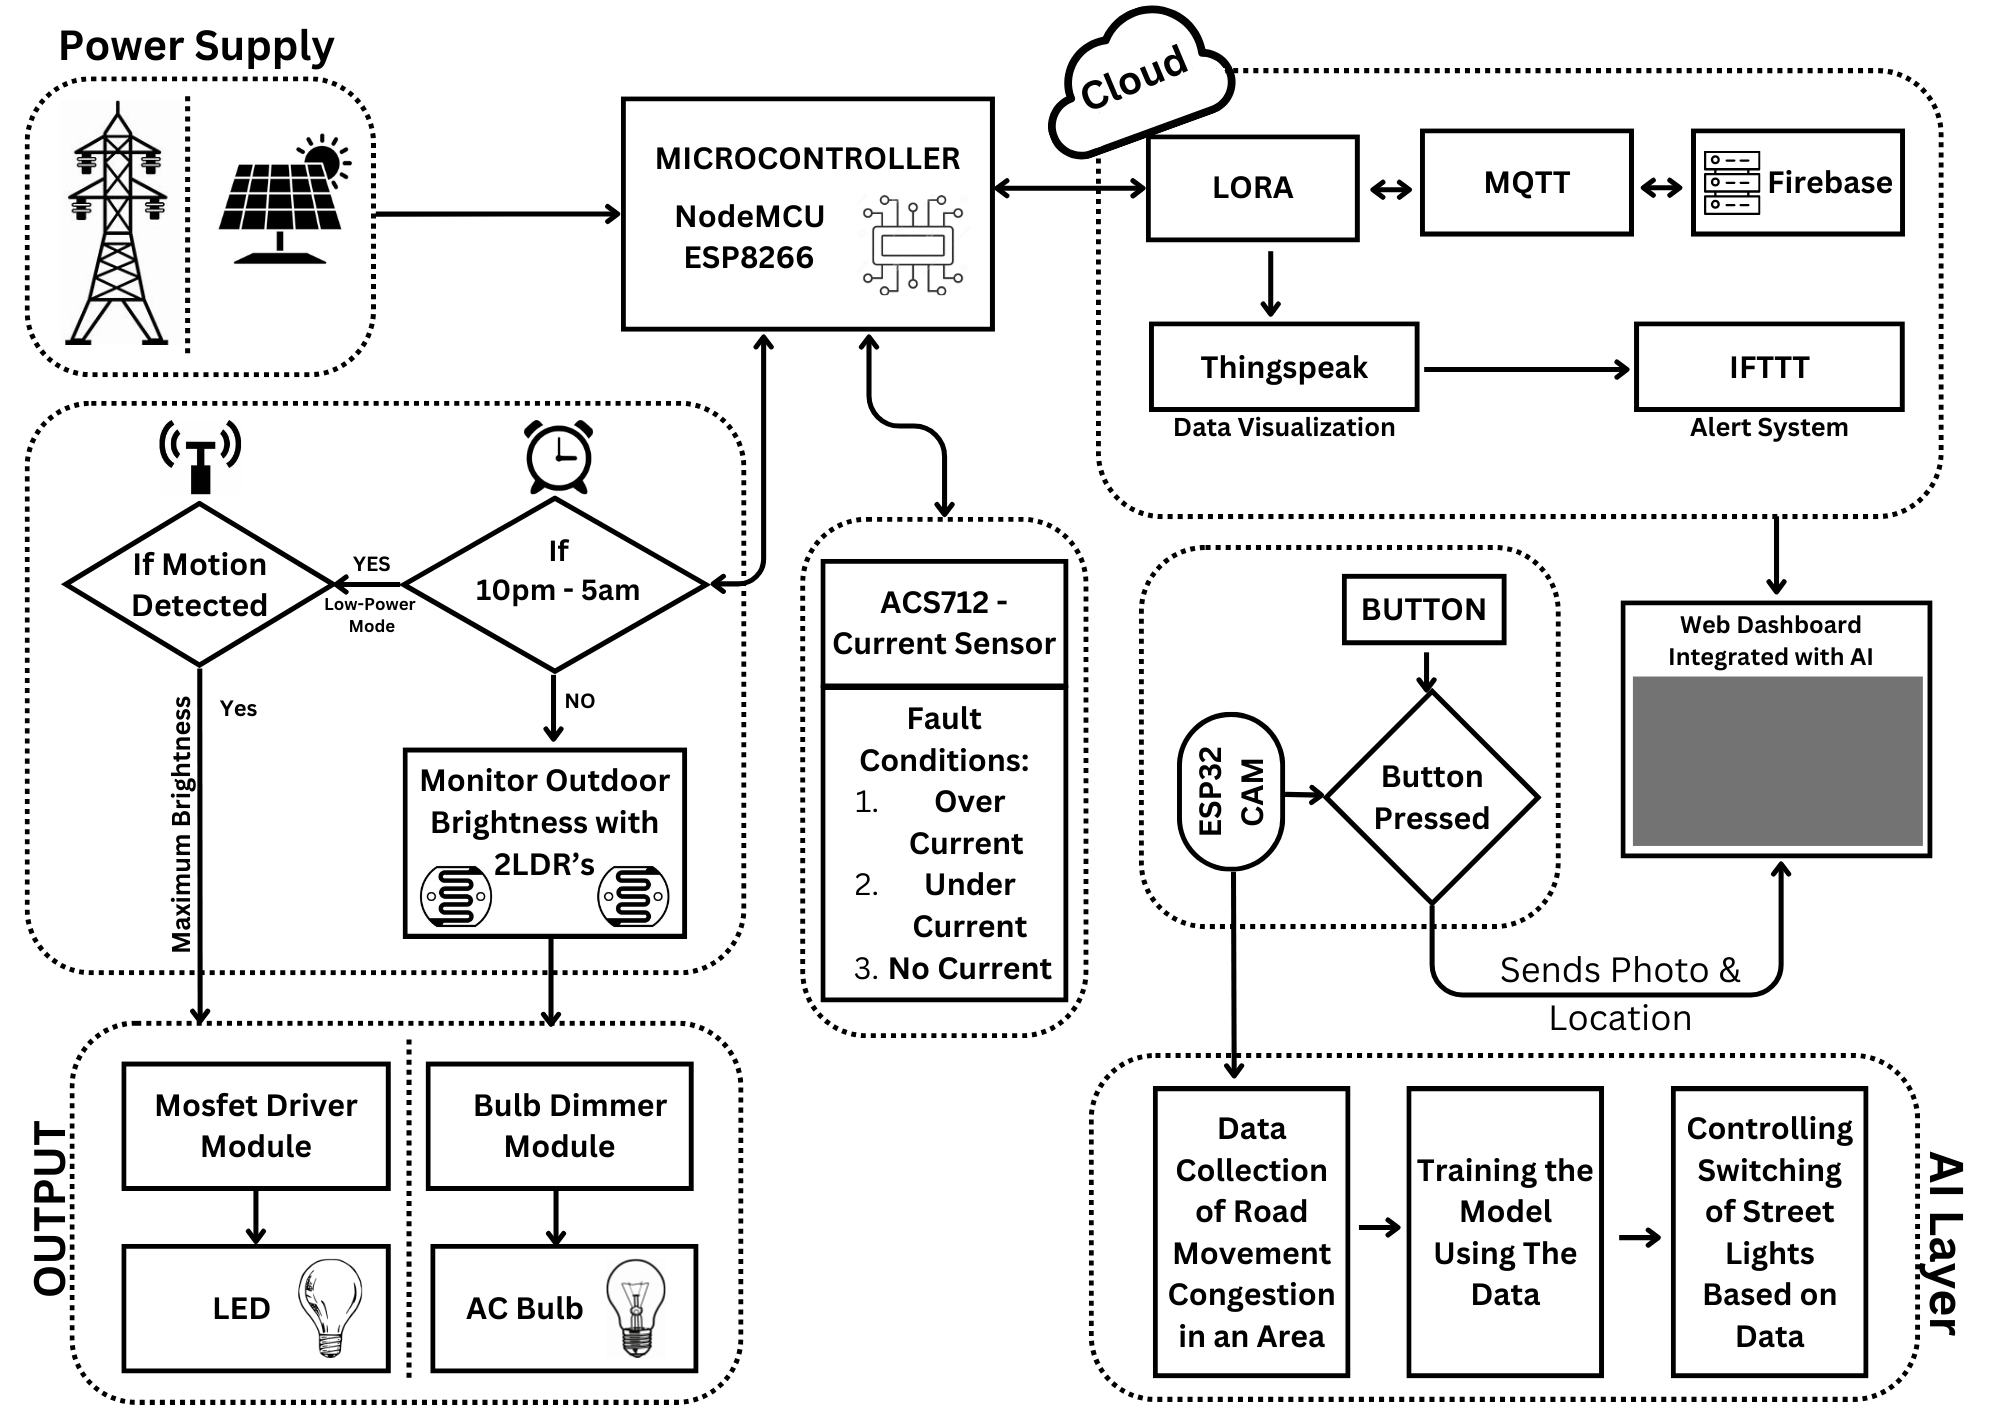 Power Supply
Cloud
MICROCONTROLLER
NodeMCU
ESP8266
LORA
MQTT
Firebase
Thingspeak
Data Visualization
IFTTT
Alert System
If Motion
Detected
YES
Low-Power
Mode
If
10pm - 5am
Yes
Maximum Brightness
NO
Monitor Outdoor
Brightness with
2LDR's
ACS712 -
Current Sensor
Fault
Conditions:
1. Over
Current
2. Under
Current
3. No Current
BUTTON
ESP32
CAM
Button
Pressed
Web Dashboard
Integrated with AI
Sends Photo &
Location
OUTPUT
Mosfet Driver
Module
Bulb Dimmer
Module
LED
AC Bulb
Data
Collection
of Road
Movement
Congestion
in an Area
Training the
Model
Using The
Data
Controlling
Switching
of Street
Lights
Based on
Data
AI Layer